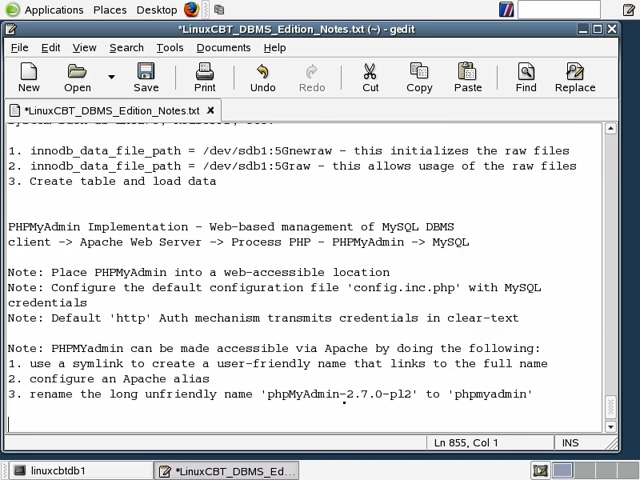 Applications Places Desktop
*LinuxCBT_DBMS_Edition_Notes.txt (~) - gedit
File Edit View Search Tools Documents Help
New Open Save Print Undo Redo Cut Copy Paste Find Replace
*LinuxCBT_DBMS_Edition_Notes.txt x
1. innodb_data_file_path = /dev/sdb1:5Gnewraw - this initializes the raw files
2. innodb_data_file_path = /dev/sdb1:5Graw - this allows usage of the raw files
3. Create table and load data
PHPMyAdmin Implementation - Web-based management of MySQL DBMS
client -> Apache Web Server -> Process PHP - PHPMyAdmin -> MySQL
Note: Place PHPMyAdmin into a web-accessible location
Note: Configure the default configuration file 'config.inc.php' with MySQL
credentials
Note: Default 'http' Auth mechanism transmits credentials in clear-text
Note: PHPMYadmin can be made accessible via Apache by doing the following:
1. use a symlink to create a user-friendly name that links to the full name
2. configure an Apache alias
3. rename the long unfriendly name 'phpMyAdmin-2.7.0-pl2' to 'phpmyadmin'
Ln 855, Col 1 INS
linuxcbtdb1 *LinuxCBT_DBMS_Ed...